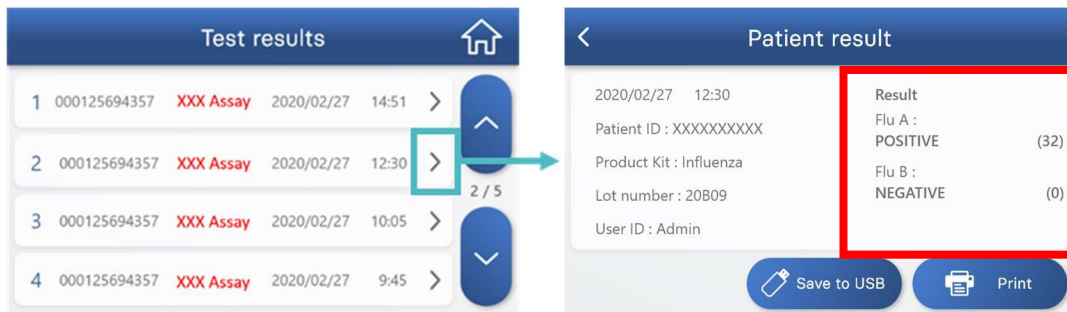 Test results
1 000125694357 XXX Assay 2020/02/27 14:51
2 000125694357 XXX Assay 2020/02/27 12:30
3 000125694357 XXX Assay 2020/02/27 10:05
4 000125694357 XXX Assay 2020/02/27 9:45
2 / 5
Patient result
2020/02/27 12:30
Patient ID : XXXXXXXXXX
Product Kit : Influenza
Lot number : 20B09
User ID : Admin
Result
Flu A :
POSITIVE (32)
Flu B :
NEGATIVE (0)
Save to USB
Print